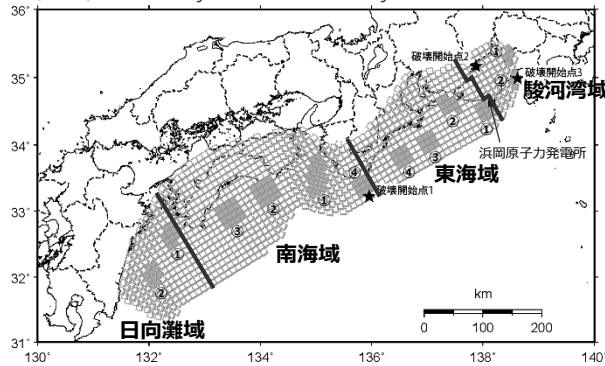 36°
35°
34°
33°
32°
31°
130°
132°
134°
136°
138°
140°
破壊開始点2
①
破壊開始点3
②
駿河湾域
②
①
浜岡原子力発電所
③
東海域
④
④
破壊開始点1
①
②
③
南海域
①
②
日向灘域
km
0 100 200